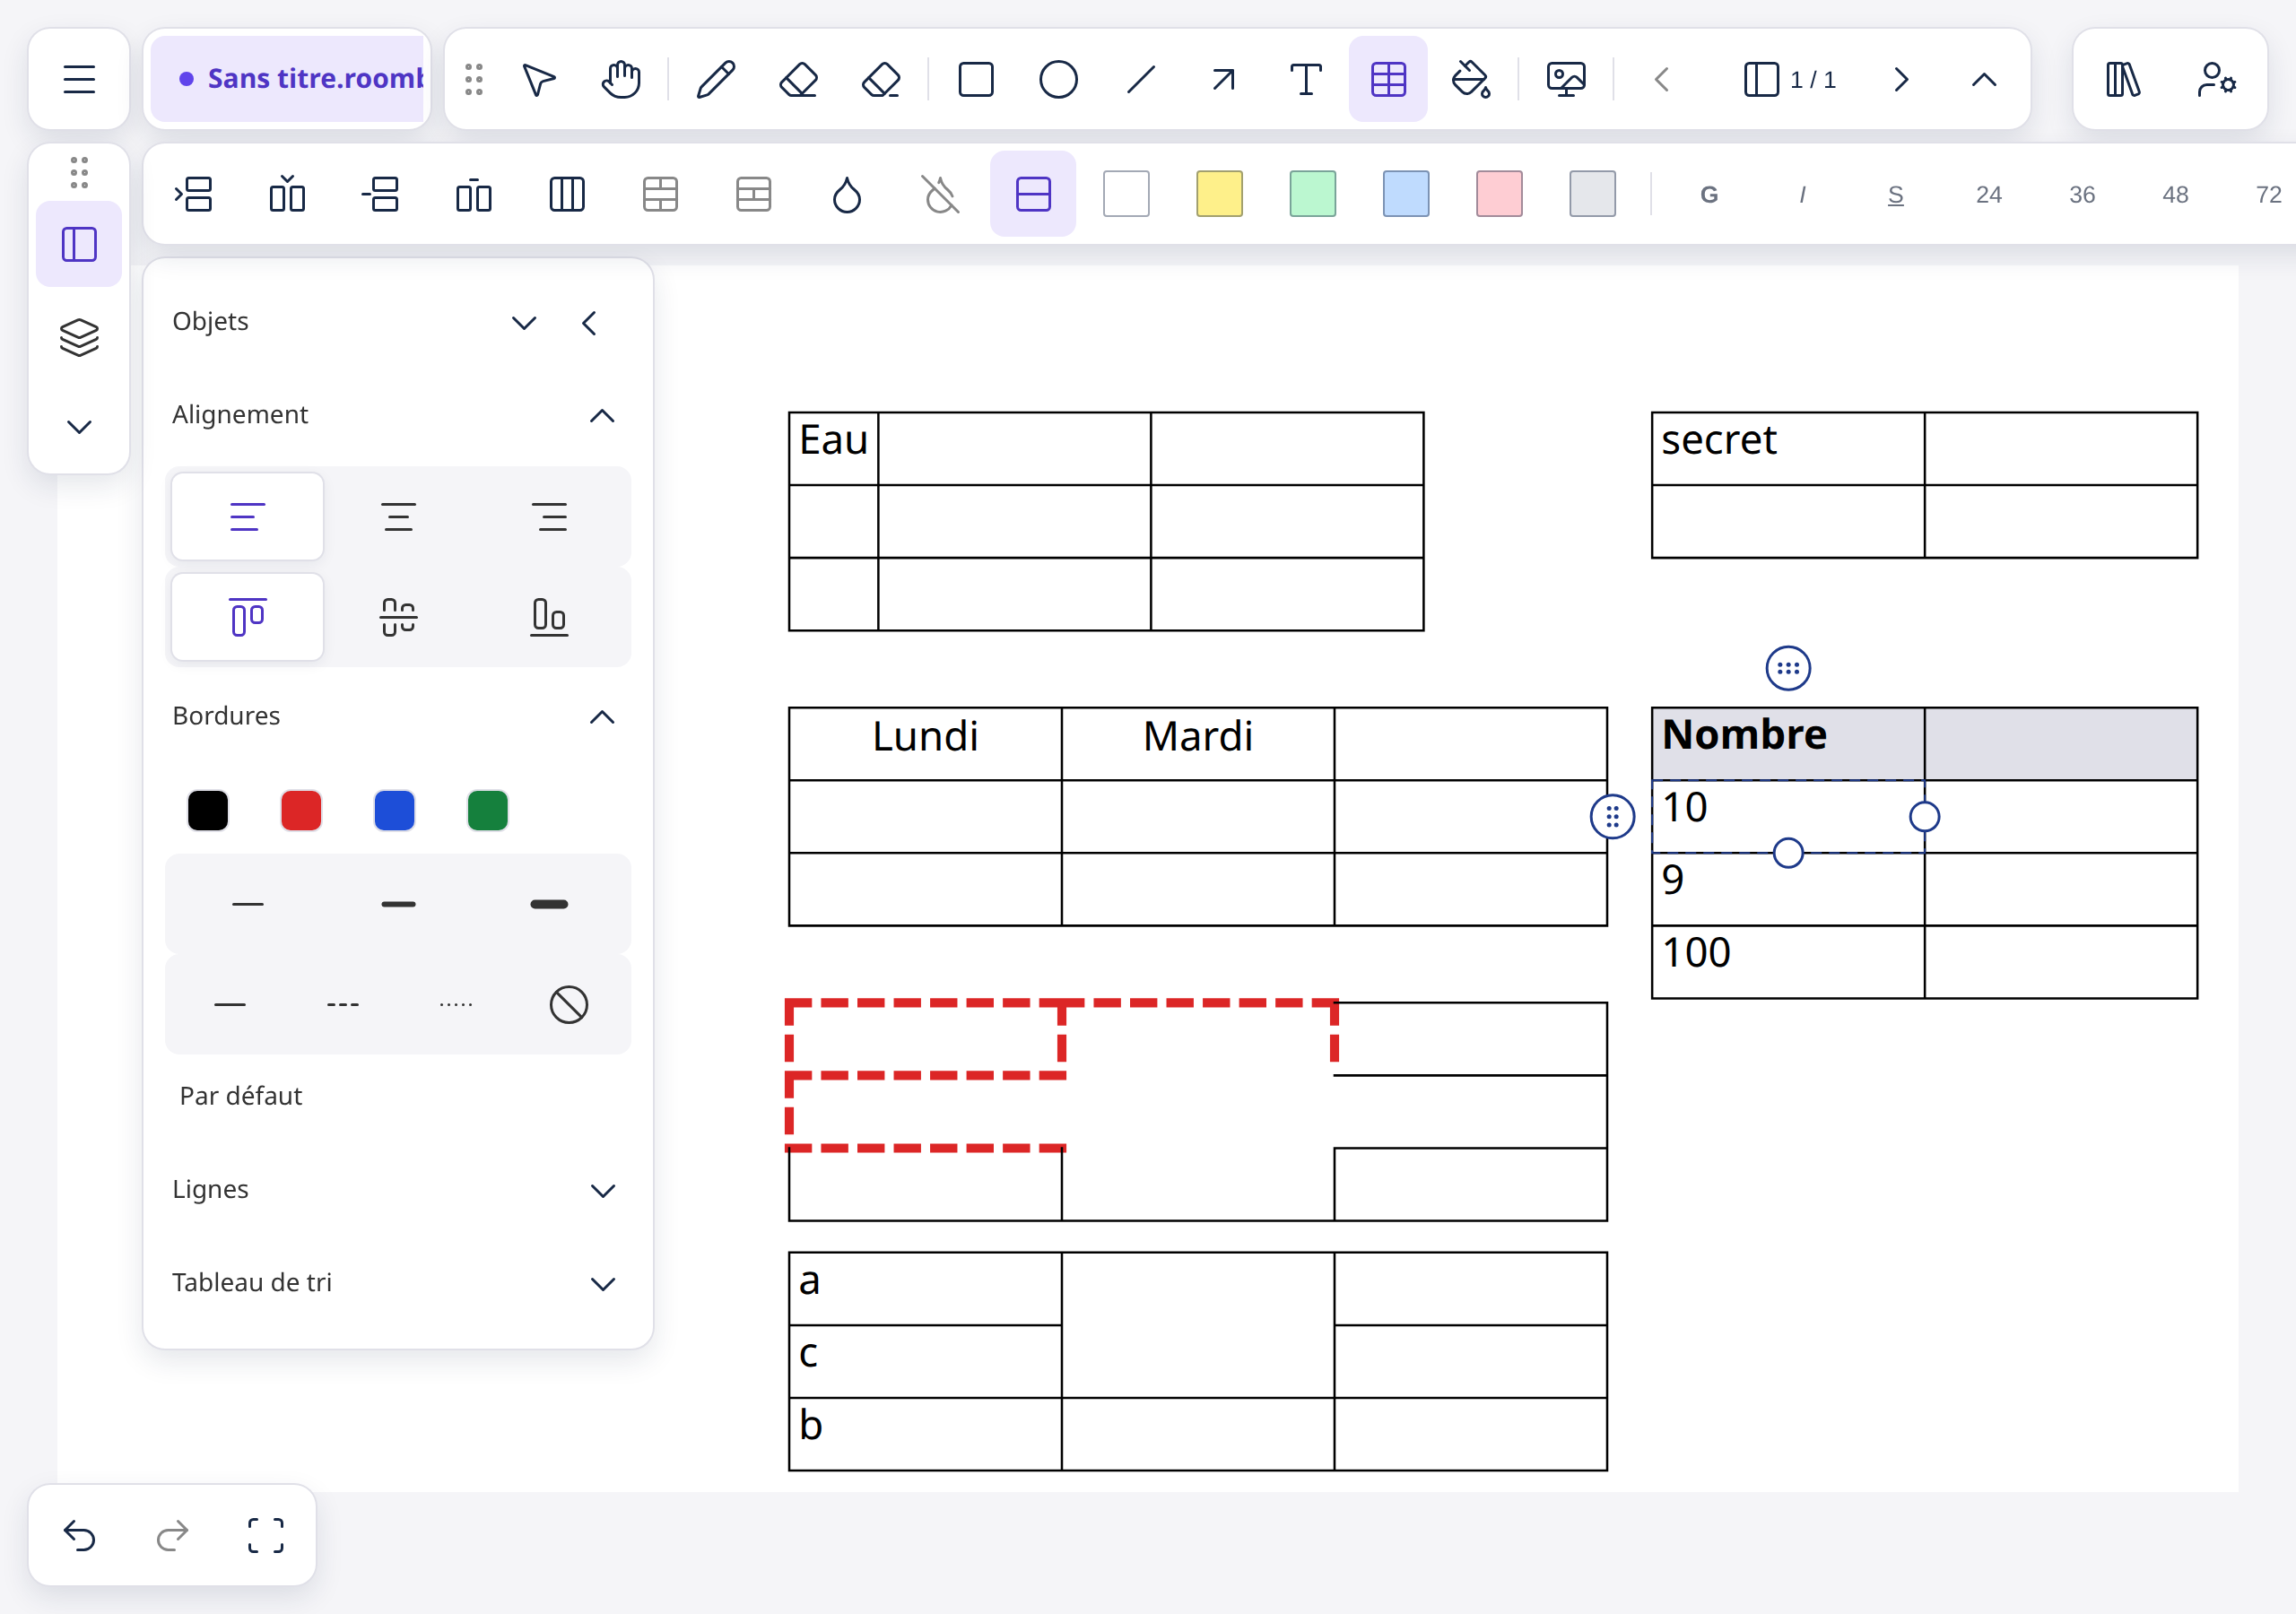 Sans titre.roomb
1 / 1
G I S 24 36 48 72
Objets
Alignement
Bordures
Par défaut
Lignes
Tableau de tri
Eau
secret
Lundi Mardi
Nombre
10
9
100
a
c
b